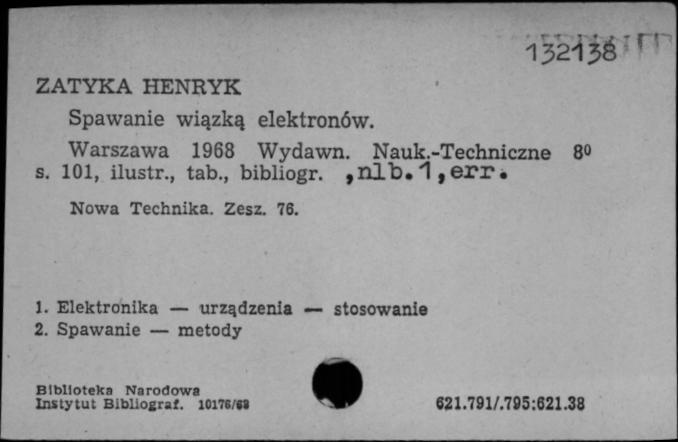 132138
ZATYKA HENRYK
Spawanie wiązką elektronów.
Warszawa 1968 Wydawn. Nauk.-Techniczne 8⁰
s. 101, ilustr., tab., bibliogr. ,nlb.1,err.
Nowa Technika. Zesz. 76.
1. Elektronika — urządzenia — stosowanie
2. Spawanie — metody
Biblioteka Narodowa
Instytut Bibliograf. 10176/68
621.791/.795:621.38